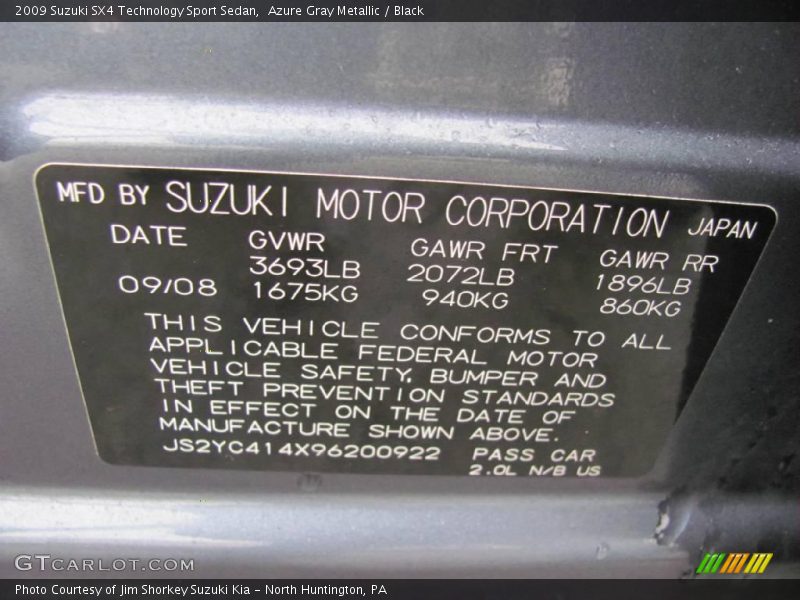 2009 Suzuki SX4 Technology Sport Sedan,  Azure Gray Metallic / Black
MFD BY SUZUKI MOTOR CORPORATION JAPAN
DATE GVWR GAWR FRT GAWR RR
3693LB 2072LB 1896LB
09/08 1675KG 940KG 860KG
THIS VEHICLE CONFORMS TO ALL
APPLICABLE FEDERAL MOTOR
VEHICLE SAFETY, BUMPER AND
THEFT PREVENTION STANDARDS
IN EFFECT ON THE DATE OF
MANUFACTURE SHOWN ABOVE.
JS2YC414X96200922 PASS CAR
2.0L N/B US
GTCARLOT.COM
Photo Courtesy of Jim Shorkey Suzuki Kia – North Huntington, PA